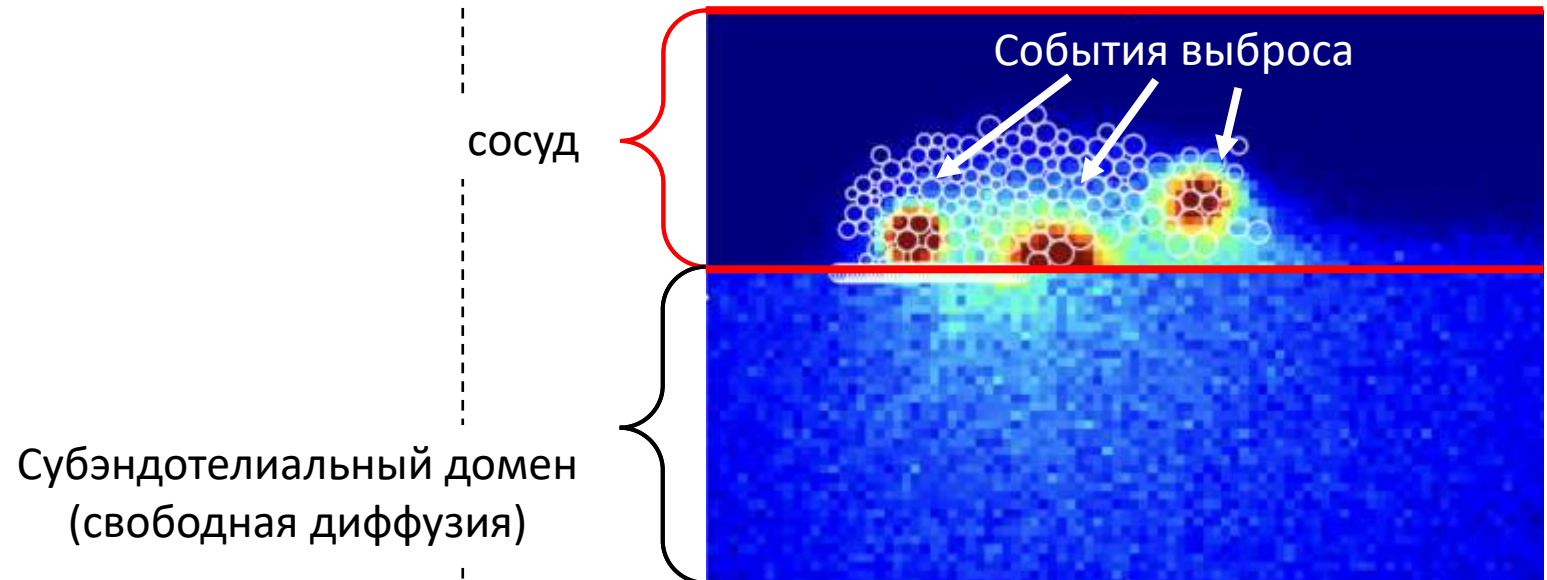 События выброса
сосуд
Субэндотелиальный домен
(свободная диффузия)